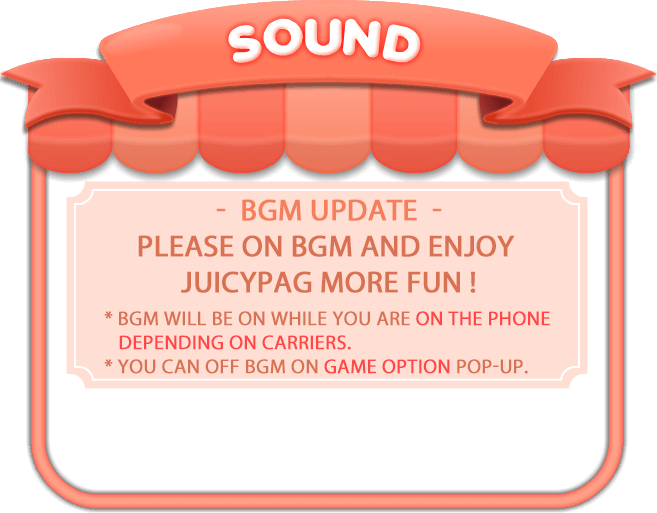 SOUND
- BGM UPDATE -
PLEASE ON BGM AND ENJOY
JUICYPAG MORE FUN !
* BGM WILL BE ON WHILE YOU ARE ON THE PHONE
DEPENDING ON CARRIERS.
* YOU CAN OFF BGM ON GAME OPTION POP-UP.